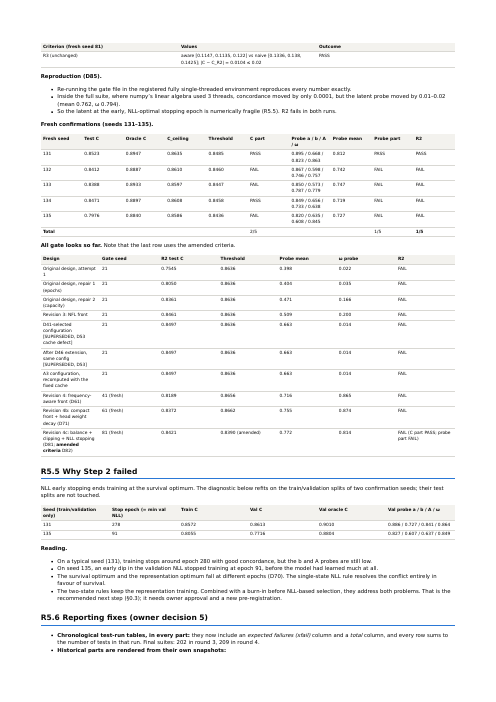 Criterion (fresh seed 81) Values Outcome
R3 (unchanged) aware [0.1147, 0.1135, 0.122] vs naive [0.1336, 0.138, PASS
0.1425], |C − C_R2| = 0.0104 ≤ 0.02
Reproduction (D85).
• Re-running the gate file in the registered fully single-threaded environment reproduces every number exactly.
• Inside the full suite, where numpy's linear algebra used 3 threads, concordance moved by only 0.0001, but the latent probe moved by 0.01–0.02
(mean 0.762, ω 0.794).
• So the latent at the early, NLL-optimal stopping epoch is numerically fragile (R5.5). R2 fails in both runs.
Fresh confirmations (seeds 131–135).
Fresh seed Test C Oracle C C_ceiling Threshold C part Probe a / b / A Probe mean Probe part R2
/ ω
131 0.8523 0.8947 0.8635 0.8485 PASS 0.895 / 0.668 / 0.812 PASS PASS
0.823 / 0.863
132 0.8412 0.8887 0.8610 0.8460 FAIL 0.867 / 0.598 / 0.742 FAIL FAIL
0.746 / 0.757
133 0.8388 0.8933 0.8597 0.8447 FAIL 0.850 / 0.573 / 0.747 FAIL FAIL
0.787 / 0.779
134 0.8471 0.8897 0.8608 0.8458 PASS 0.849 / 0.656 / 0.719 FAIL FAIL
0.733 / 0.638
135 0.7976 0.8840 0.8586 0.8436 FAIL 0.820 / 0.635 / 0.727 FAIL FAIL
0.608 / 0.845
Total 2/5 1/5 1/5
All gate looks so far. Note that the last row uses the amended criteria.
Design Gate seed R2 test C Threshold Probe mean ω probe R2
Original design, attempt 21 0.7545 0.8636 0.398 0.022 FAIL
1
Original design, repair 1 21 0.8050 0.8636 0.404 0.035 FAIL
(epochs)
Original design, repair 2 21 0.8361 0.8636 0.471 0.166 FAIL
(capacity)
Revision 3: NFL front 21 0.8461 0.8636 0.509 0.200 FAIL
D41-selected 21 0.8497 0.8636 0.663 0.014 FAIL
configuration
[SUPERSEDED, D53
cache defect]
After D46 extension, 21 0.8497 0.8636 0.663 0.014 FAIL
same config
[SUPERSEDED, D53]
A3 configuration, 21 0.8497 0.8636 0.663 0.014 FAIL
recomputed with the
fixed cache
Revision 4: frequency- 41 (fresh) 0.8189 0.8656 0.716 0.865 FAIL
aware front (D61)
Revision 4b: compact 61 (fresh) 0.8372 0.8662 0.755 0.874 FAIL
front + head weight
decay (D71)
Revision 4c: balance + 81 (fresh) 0.8421 0.8390 (amended) 0.772 0.814 FAIL (C part PASS; probe
clipping + NLL stopping part FAIL)
(D81; amended
criteria D82)
R5.5 Why Step 2 failed
NLL early stopping ends training at the survival optimum. The diagnostic below refits on the train/validation splits of two confirmation seeds; their test
splits are not touched.
Seed (train/validation Stop epoch (= min val Train C Val C Val oracle C Val probe a / b / A / ω
only) NLL)
131 278 0.8572 0.8613 0.9010 0.886 / 0.727 / 0.841 / 0.864
135 91 0.8055 0.7716 0.8804 0.827 / 0.607 / 0.637 / 0.849
Reading.
• On a typical seed (131), training stops around epoch 280 with good concordance, but the b and A probes are still low.
• On seed 135, an early dip in the validation NLL stopped training at epoch 91, before the model had learned much at all.
• The survival optimum and the representation optimum fall at different epochs (D70). The single-state NLL rule resolves the conflict entirely in
favour of survival.
• The two-state rules keep the representation training. Combined with a burn-in before NLL-based selection, they address both problems. That is the
recommended next step (§0.3); it needs owner approval and a new pre-registration.
R5.6 Reporting fixes (owner decision 5)
• Chronological test-run tables, in every part: they now include an expected failures (xfail) column and a total column, and every row sums to
the number of tests in that run. Final suites: 202 in round 3, 209 in round 4.
• Historical parts are rendered from their own snapshots: